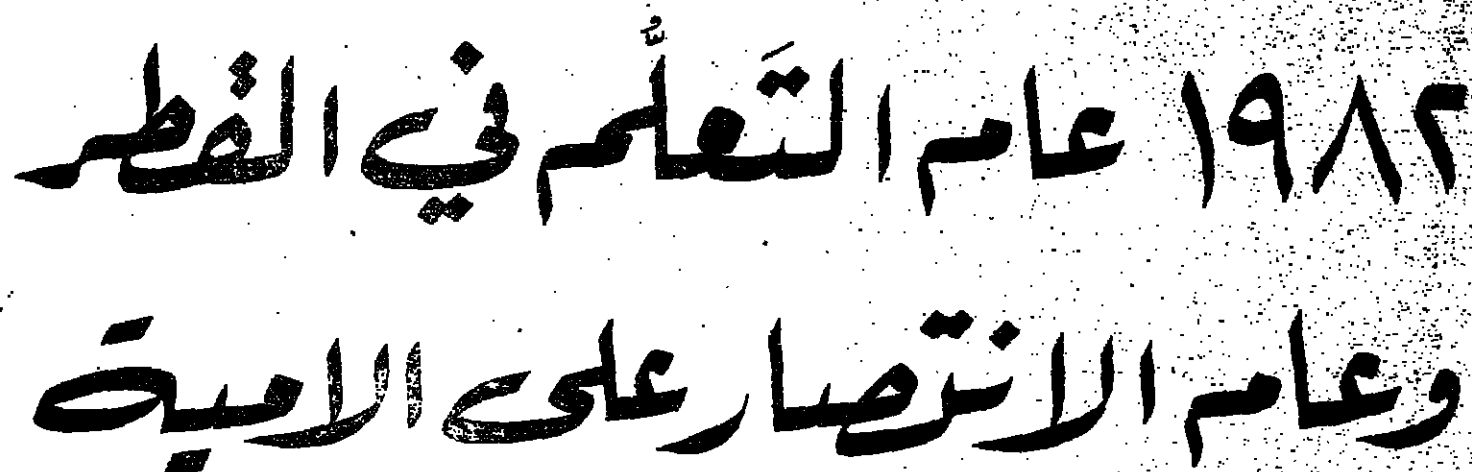 ١٩٨٢ عام التَعلُّم في القطر
وعام الانتصار على الامية